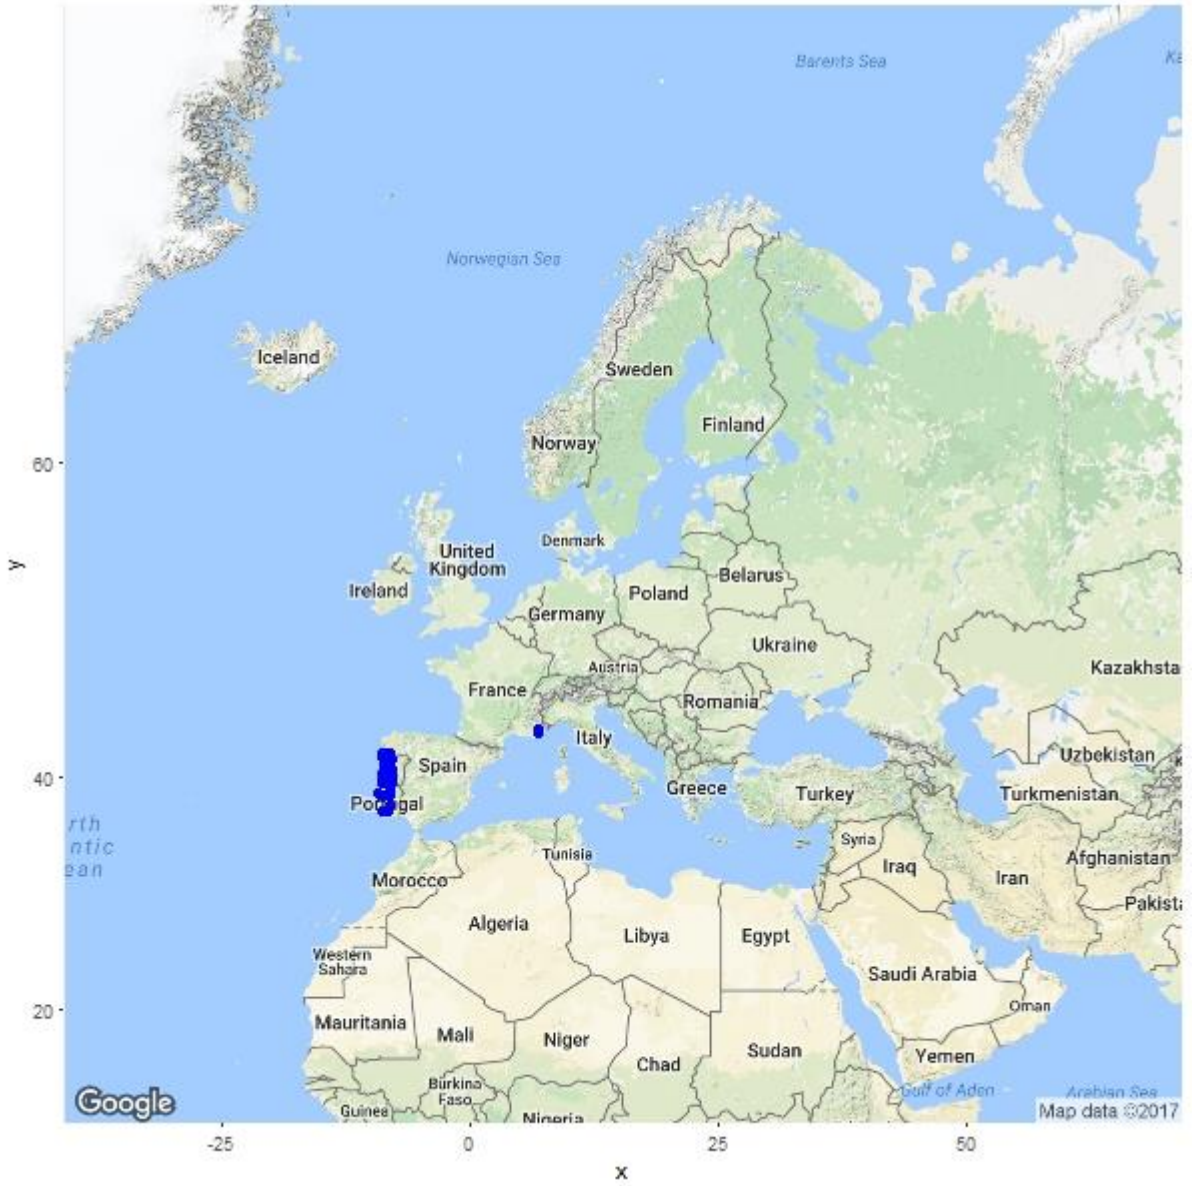 Barents Sea
Ka
Norwegian Sea
Iceland
Sweden
Finland
Norway
60
Denmark
United
Kingdom
Ireland
Belarus
Poland
Germany
y
Ukraine
Austria
Kazakhsta
France
Romania
Italy
Uzbekistan
Spain
40
Greece
Turkey
Turkmenistan
Portugal
rth
ntic
ean
Syria
Tunisia
Iraq
Afghanistan
Morocco
Iran
Pakista
Algeria
Libya
Egypt
Western
Sahara
Saudi Arabia
20
Oman
Mauritania
Mali
Niger
Sudan
Chad
Yemen
Burkina
Faso
Gulf of Aden
Arabian Sea
Google
Guinea
Nigeria
Map data ©2017
-25
0
25
50
x